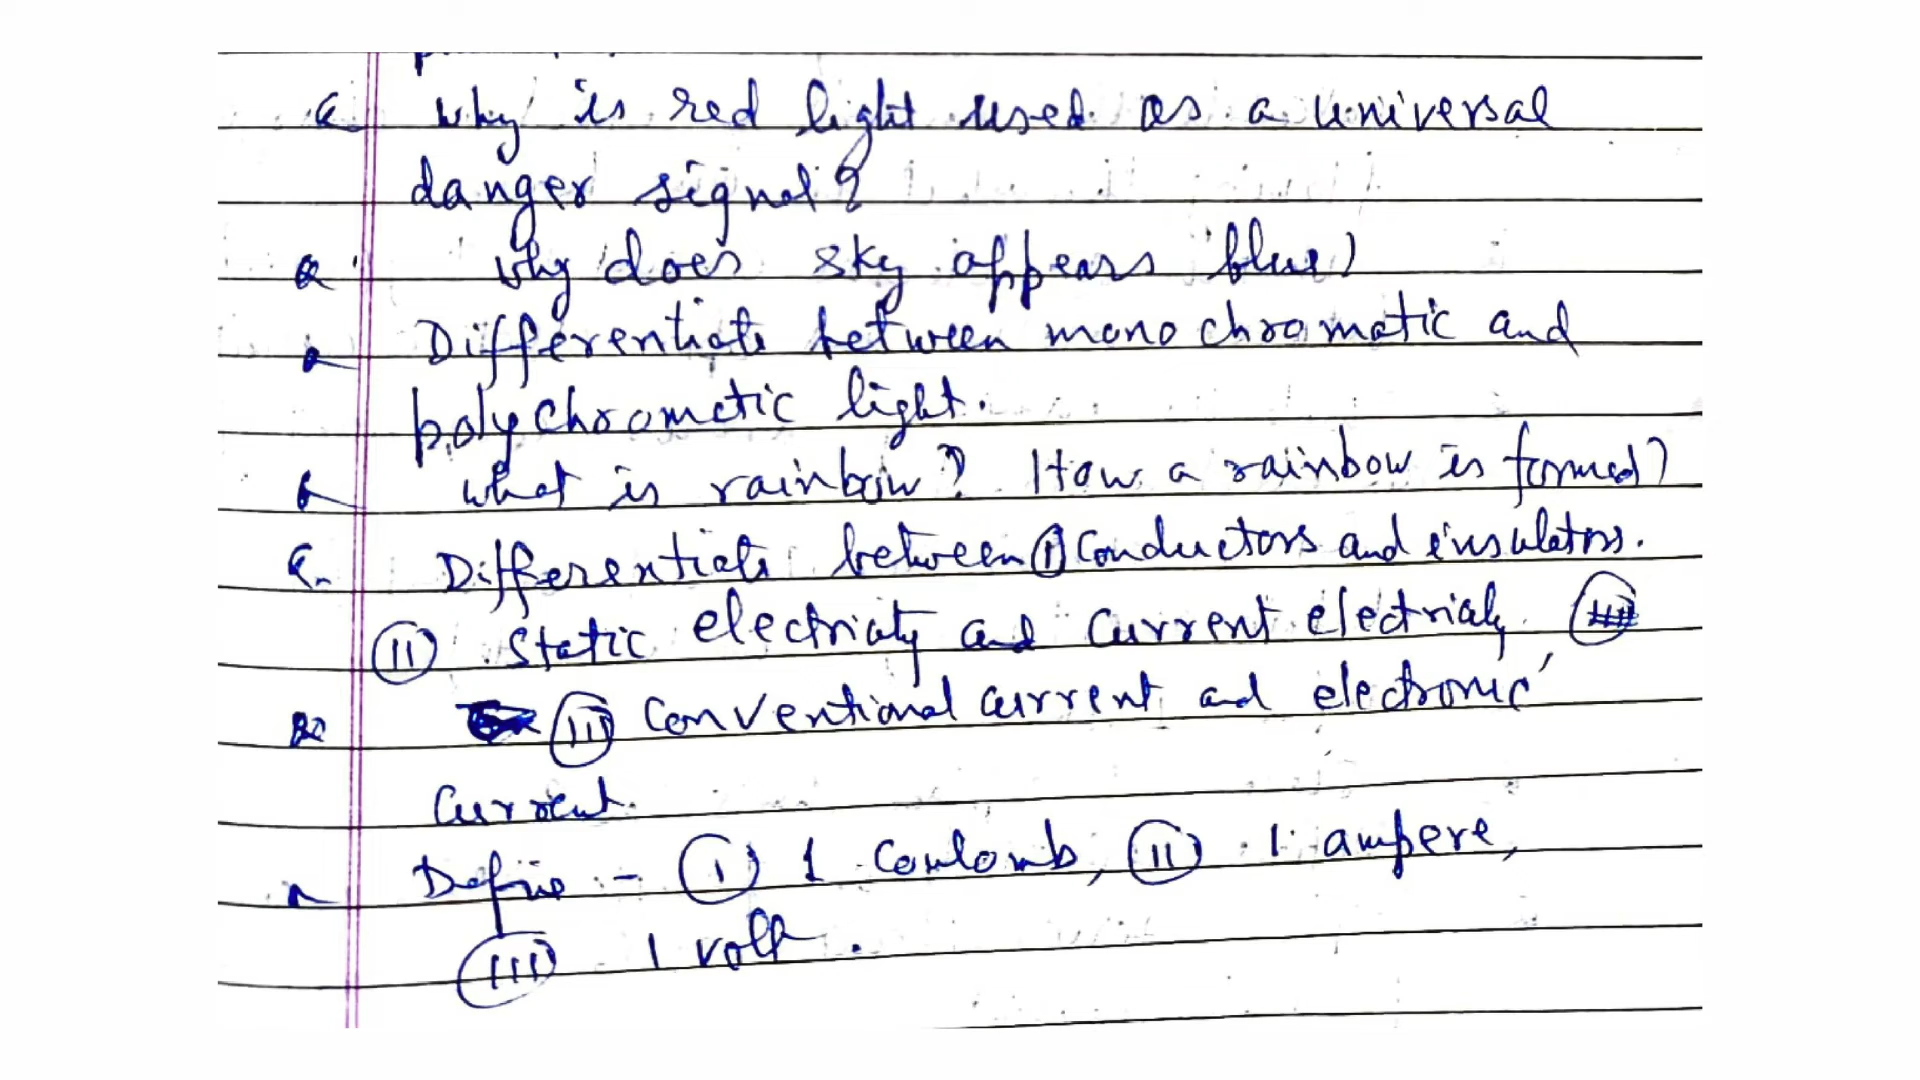 Q. Why is red light used as a universal
danger signal?
Q. Why does sky appears blue?
Q Differentiate between mono chromatic and
polychromatic light.
Q what is rainbow? How a rainbow is formed?
Q. Differentiate between (i) Conductors and insulators.
(ii) Static electricity and Current electricity,
(iii) Conventional current and electronic
Current.
Q Define :- (i) 1 Coulomb, (ii) 1 ampere,
(iii) 1 volt.